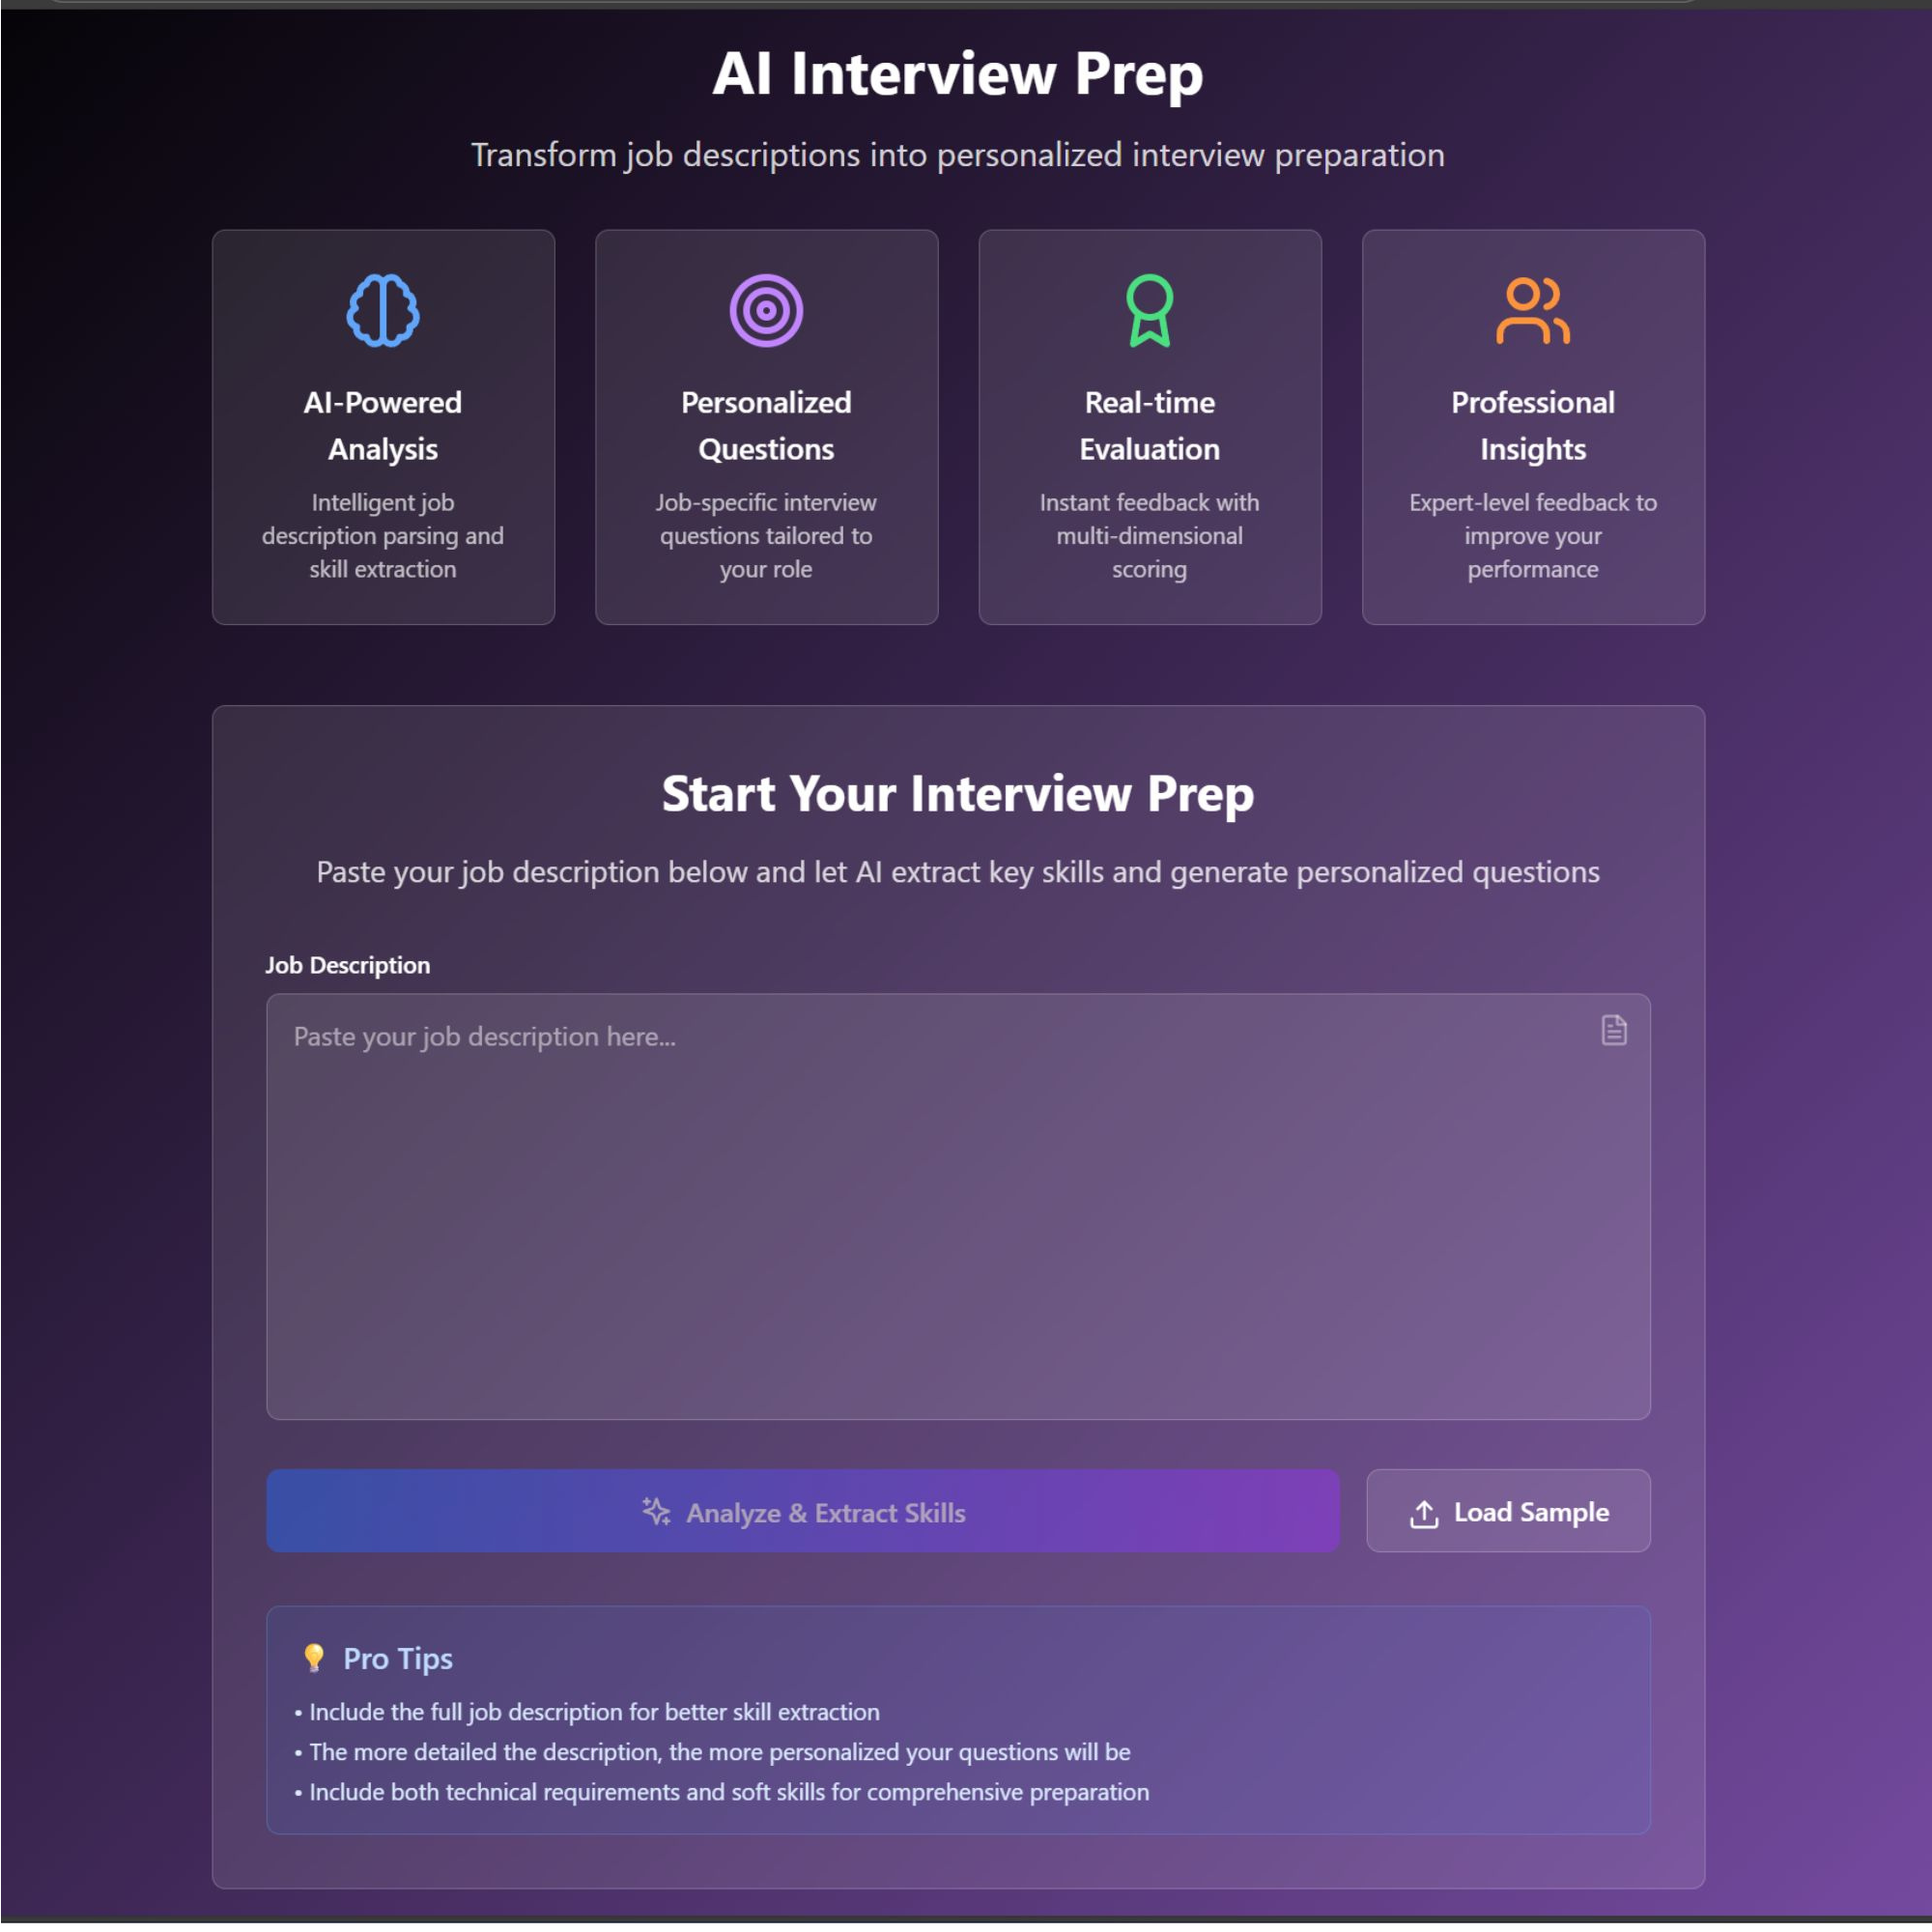 AI Interview Prep
Transform job descriptions into personalized interview preparation
AI-Powered
Analysis
Intelligent job
description parsing and
skill extraction
Personalized
Questions
Job-specific interview
questions tailored to
your role
Real-time
Evaluation
Instant feedback with
multi-dimensional
scoring
Professional
Insights
Expert-level feedback to
improve your
performance
Start Your Interview Prep
Paste your job description below and let AI extract key skills and generate personalized questions
Job Description
Paste your job description here...
Analyze & Extract Skills
Load Sample
💡 Pro Tips
• Include the full job description for better skill extraction
• The more detailed the description, the more personalized your questions will be
• Include both technical requirements and soft skills for comprehensive preparation